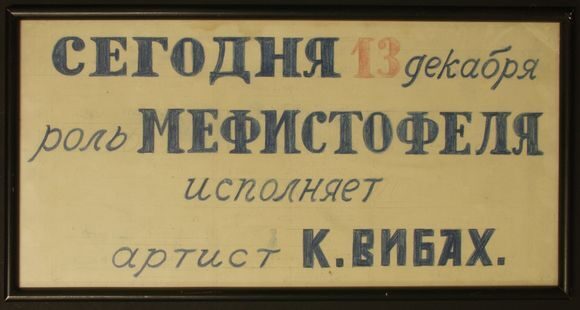 СЕГОДНЯ 13 декабря
роль МЕФИСТОФЕЛЯ
исполняет
артист К. ВИБАХ.